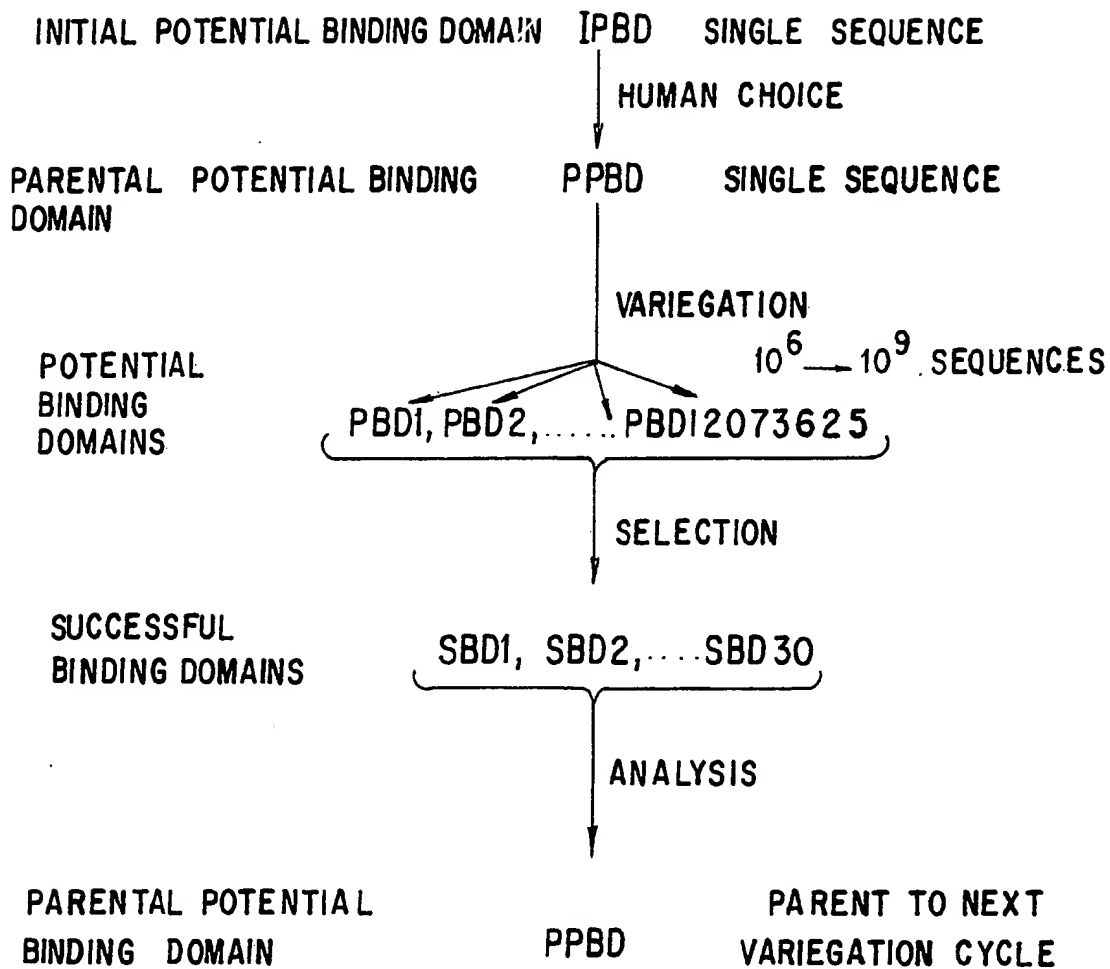 INITIAL POTENTIAL BINDING DOMAIN IPBD SINGLE SEQUENCE
HUMAN CHOICE
PARENTAL POTENTIAL BINDING DOMAIN PPBD SINGLE SEQUENCE
VARIEGATION
10^6 → 10^9 SEQUENCES
POTENTIAL
BINDING
DOMAINS
PBD1, PBD2,...... PBD12073625
SELECTION
SUCCESSFUL
BINDING DOMAINS
SBD1, SBD2,....SBD30
ANALYSIS
PARENTAL POTENTIAL
BINDING DOMAIN
PPBD
PARENT TO NEXT
VARIEGATION CYCLE